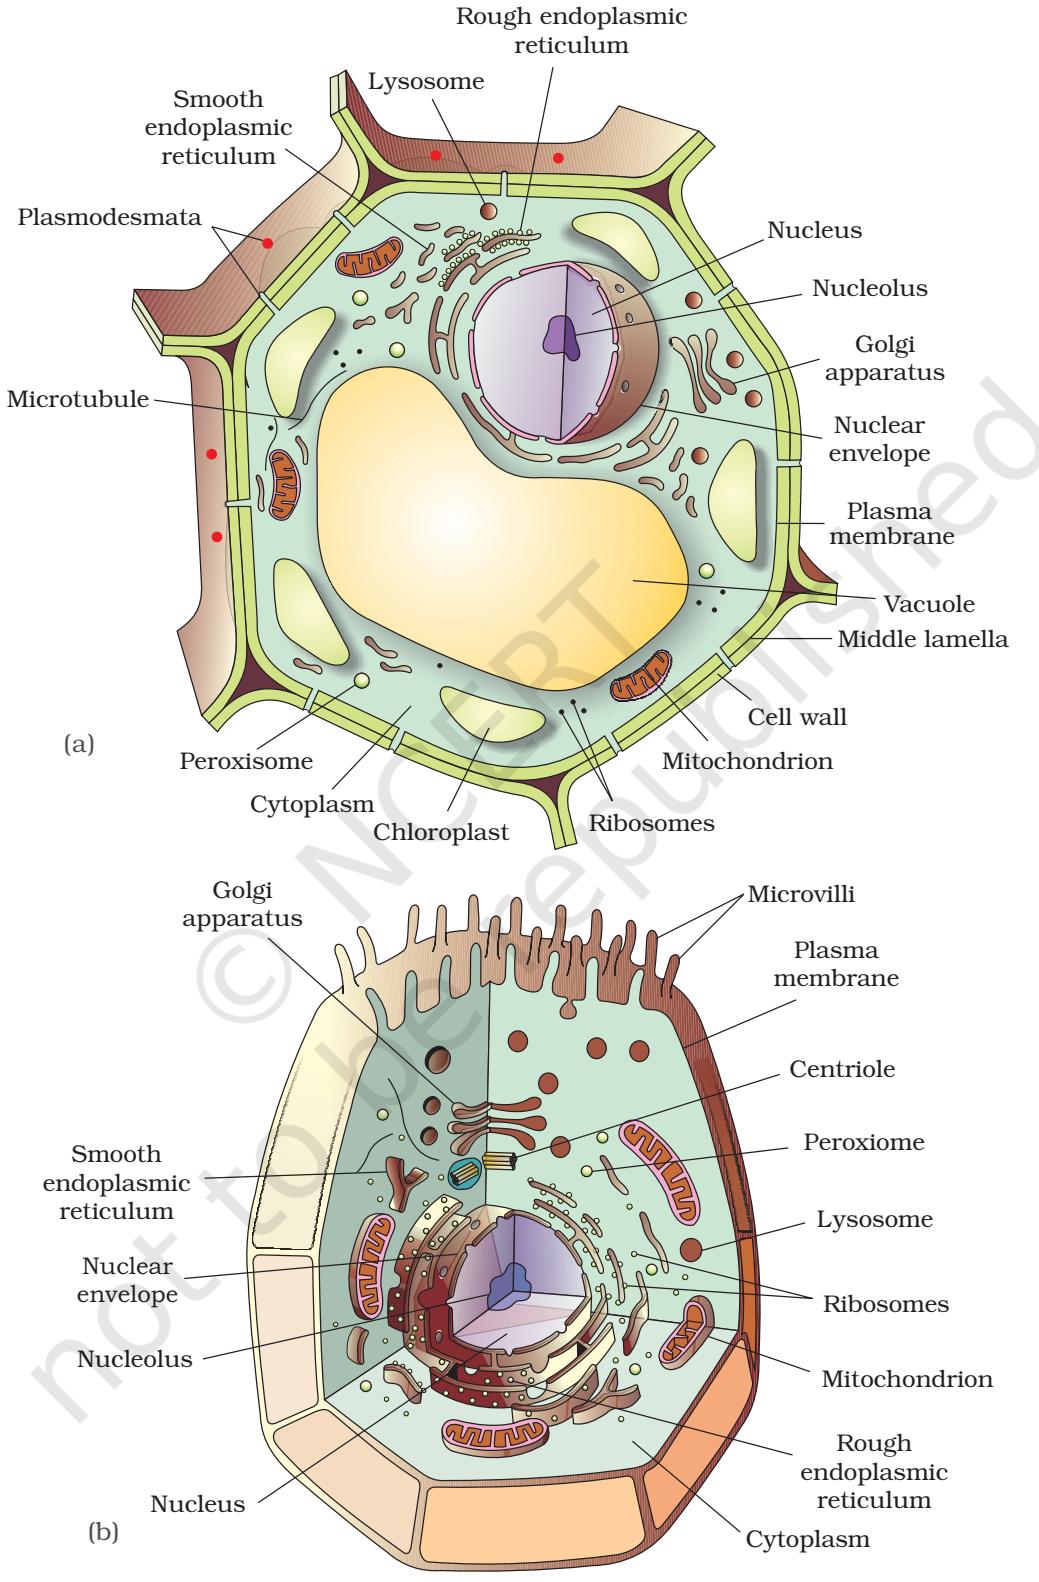 Rough endoplasmic
reticulum
Lysosome
Smooth
endoplasmic
reticulum
Plasmodesmata
Nucleus
Nucleolus
Golgi
apparatus
Microtubule
Nuclear
envelope
Plasma
membrane
Vacuole
Middle lamella
Cell wall
(a)
Peroxisome
Mitochondrion
Cytoplasm
Chloroplast
Ribosomes
Golgi
apparatus
Microvilli
Plasma
membrane
Centriole
Peroxiome
Smooth
endoplasmic
reticulum
Lysosome
Nuclear
envelope
Ribosomes
Nucleolus
Mitochondrion
Rough
endoplasmic
reticulum
Nucleus
(b)
Cytoplasm
© NCERT
not to be republished